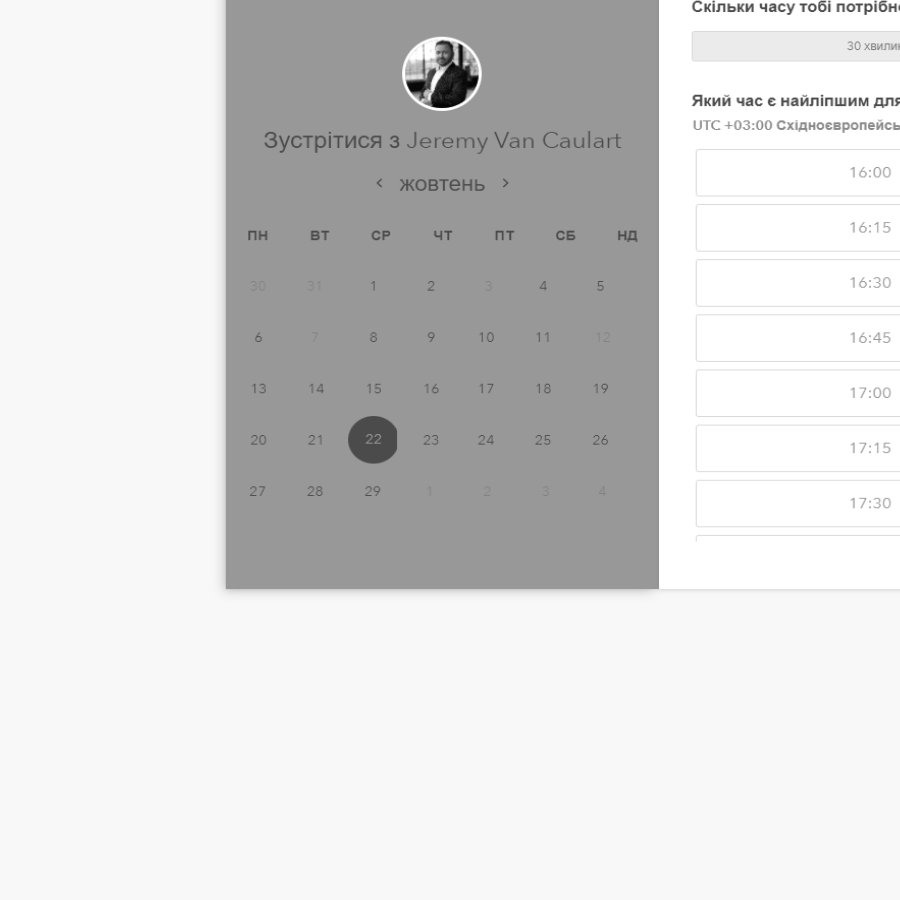 Скільки часу тобі
30
Який час є найліпшим для
UTC +03:00
Зустрітися з Jeremy Van Caulart
жовтень
ПН ВТ СР ЧТ ПТ СБ НД
30 31 1 2 3 4 5
6 7 8 9 10 11 12
13 14 15 16 17 18 19
20 21 22 23 24 25 26
27 28 29 1 2 3 4
16:00
16:15
16:30
16:45
17:00
17:15
17:30